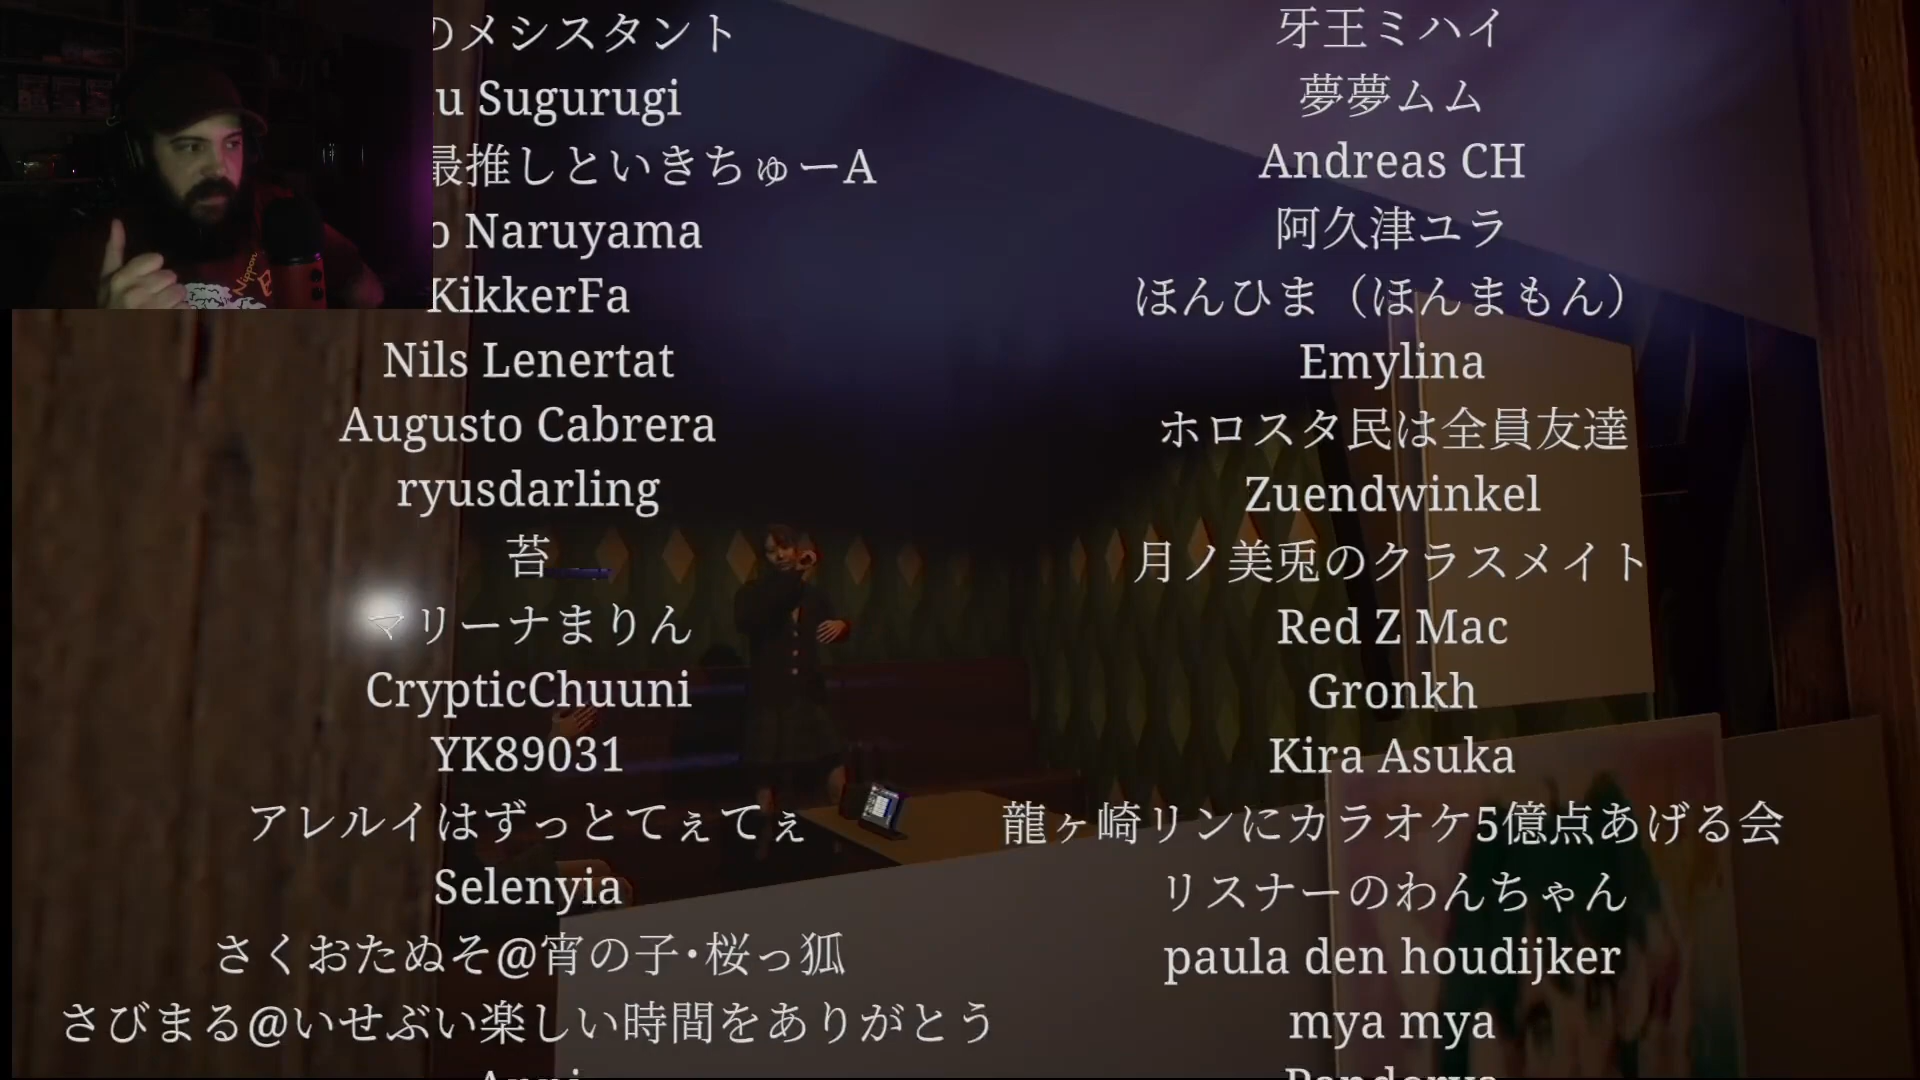 のメシスタント
u Sugurugi
最推しといきちゅーA
o Naruyama
KikkerFa
Nils Lenertat
Augusto Cabrera
ryusdarling
苔
マリーナまりん
CrypticChuuni
YK89031
アレルイはずっとてぇてぇ
Selenyia
さくおたぬそ@宵の子・桜っ狐
さびまる@いせぶい楽しい時間をありがとう
牙王ミハイ
夢夢ムム
Andreas CH
阿久津ユラ
ほんひま（ほんまもん）
Emylina
ホロスタ民は全員友達
Zuendwinkel
月ノ美兎のクラスメイト
Red Z Mac
Gronkh
Kira Asuka
龍ヶ崎リンにカラオケ5億点あげる会
リスナーのわんちゃん
paula den houdijker
mya mya
Nippon